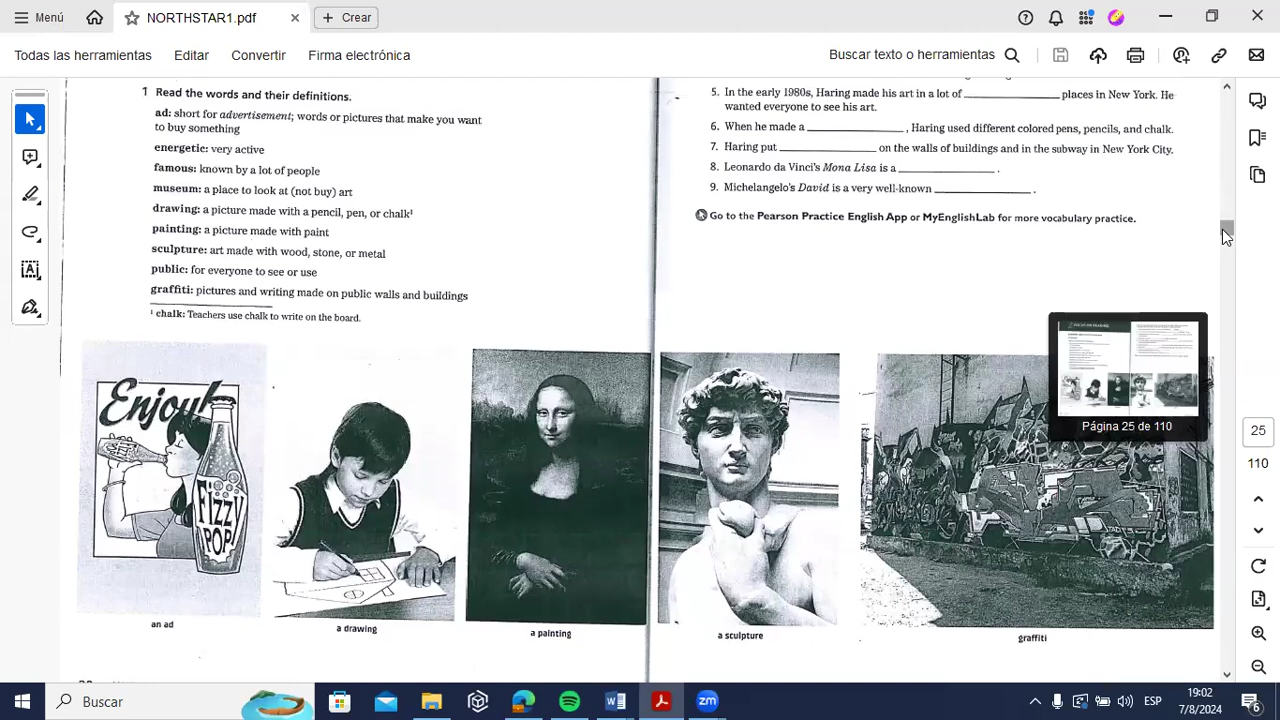 Menú
NORTHSTAR1.pdf
Crear
Todas las herramientas
Editar
Convertir
Firma electrónica
Buscar texto o herramientas
1 Read the words and their definitions.
ad: short for advertisement; words or pictures that make you want
to buy something
energetic: very active
famous: known by a lot of people
museum: a place to look at (not buy) art
drawing: a picture made with a pencil, pen, or chalk¹
painting: a picture made with paint
sculpture: art made with wood, stone, or metal
public: for everyone to see or use
graffiti: pictures and writing made on public walls and buildings
¹ chalk: Teachers use chalk to write on the board.
5. In the early 1980s, Haring made his art in a lot of ____________ places in New York. He
wanted everyone to see his art.
6. When he made a ____________, Haring used different colored pens, pencils, and chalk.
7. Haring put ____________ on the walls of buildings and in the subway in New York City.
8. Leonardo da Vinci's Mona Lisa is a ____________.
9. Michelangelo's David is a very well-known ____________.
Go to the Pearson Practice English App or MyEnglishLab for more vocabulary practice.
Enjoy!
FIZZ
POP
an ad
a drawing
a painting
a sculpture
graffiti
Página 25 de 110
25
110
Buscar
ESP
19:02
7/8/2024
6